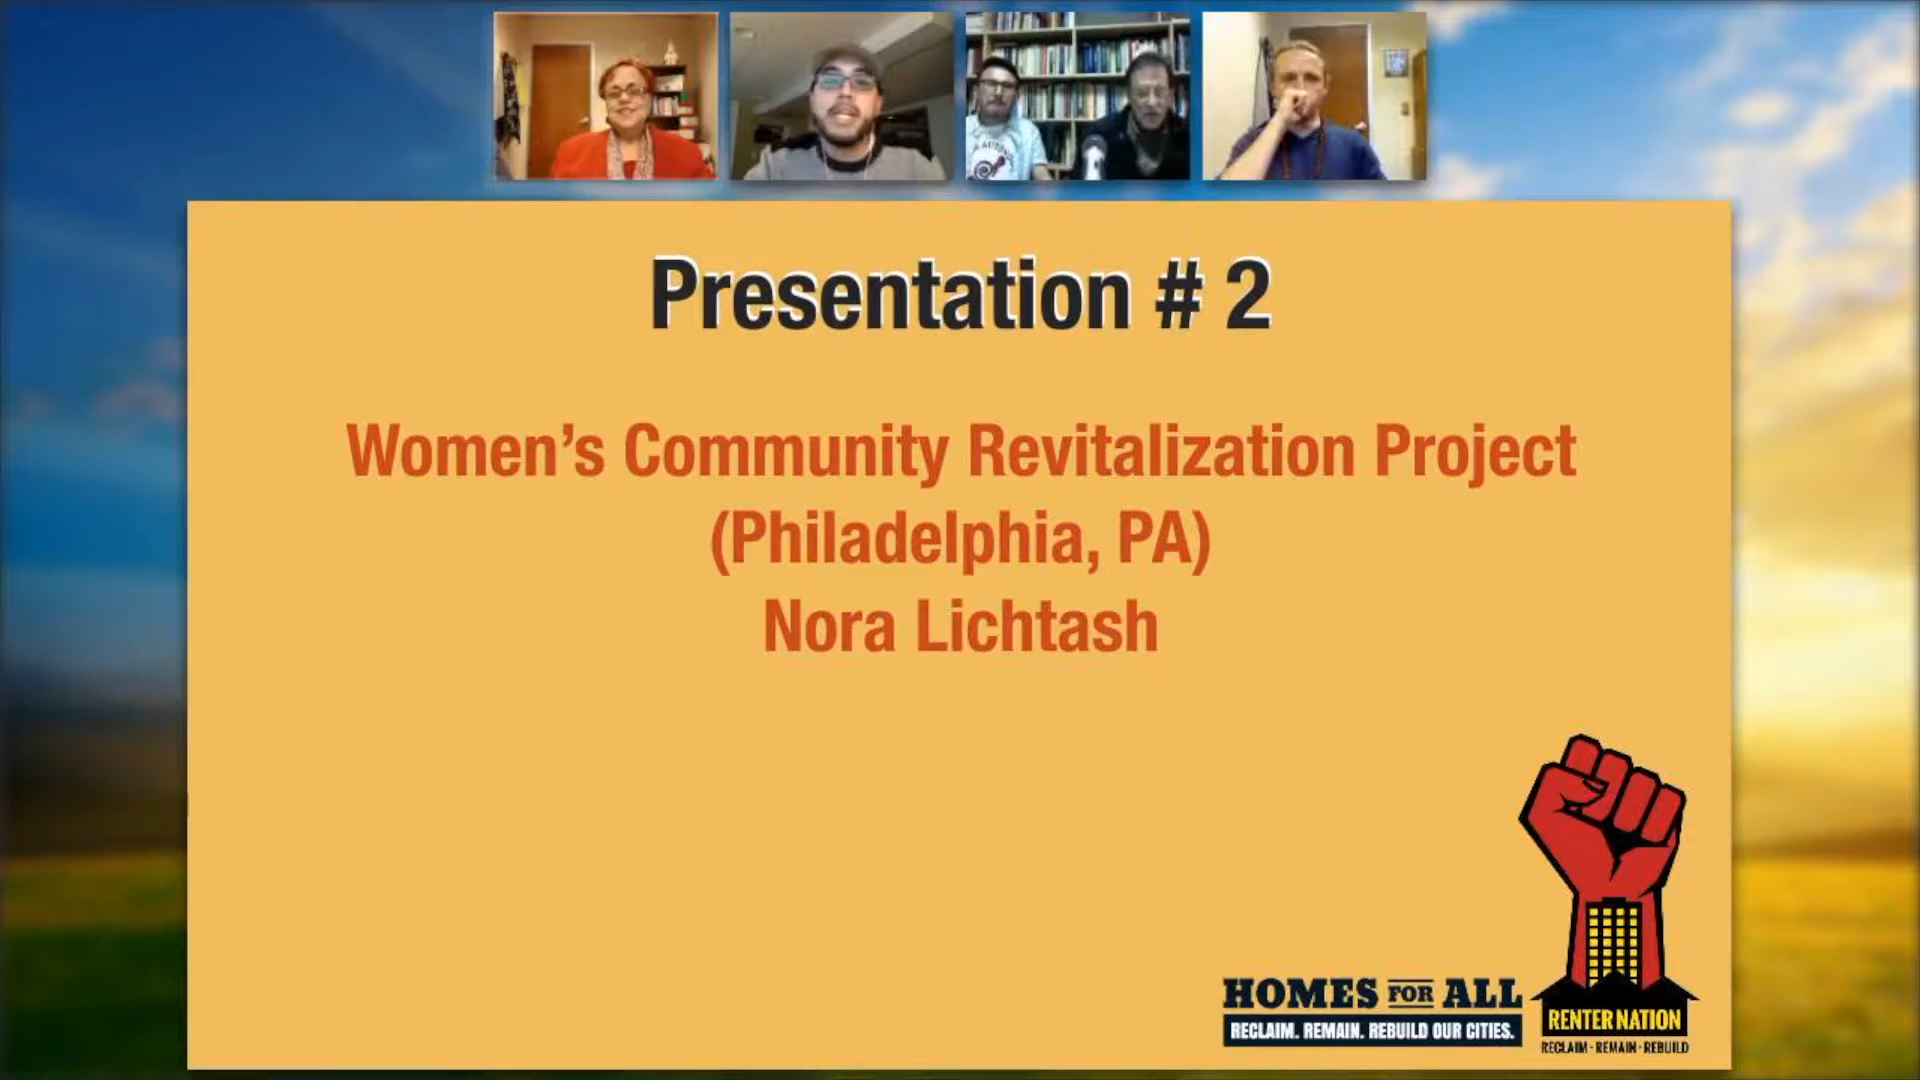 Presentation # 2
Women's Community Revitalization Project
(Philadelphia, PA)
Nora Lichtash
HOMES FOR ALL
RECLAIM. REMAIN. REBUILD OUR CITIES.
RENTER NATION
RECLAIM · REMAIN · REBUILD